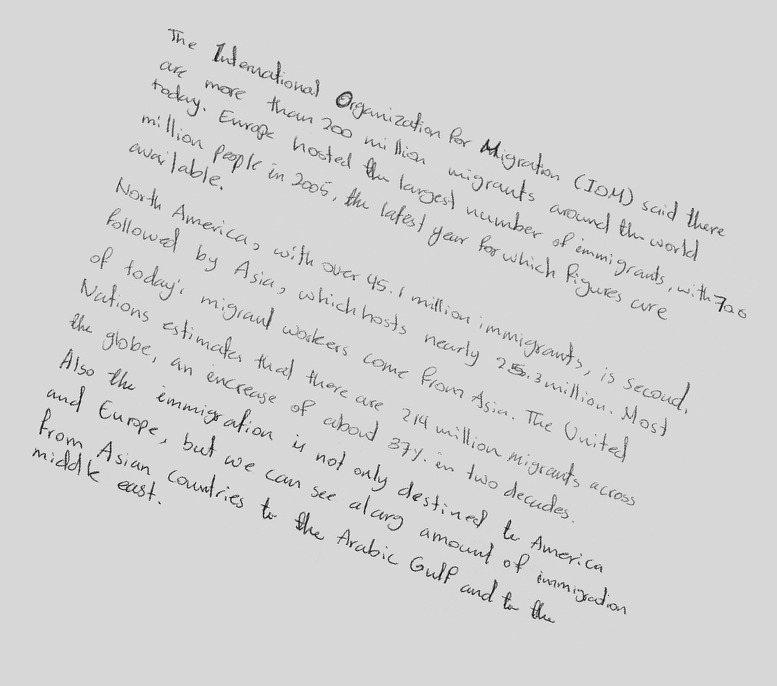 The International Organization for Migration (IOM) said there
are more than 200 million migrants around the world
today. Europe hosted the largest number of immigrants, with 70.6
million people in 2005, the latest year for which figures are
available.
North America, with over 45.1 million immigrants, is second,
followed by Asia, which hosts nearly 25.3 million. Most
of today's migrant workers come from Asia. The United
Nations estimates that there are 214 million migrants across
the globe, an increase of about 37% in two decades.
Also the immigration is not only destined to America
and Europe, but we can see alarg amount of immigration
from Asian countries to the Arabic Gulf and to the
middle east.